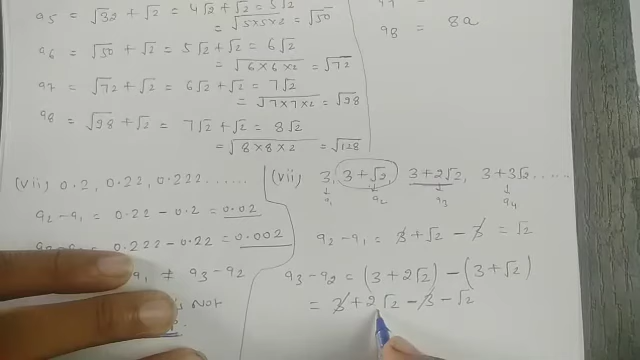 a5 = √32 + √2 = 4√2 + √2 = 5√2
= √5×5×2 = √50
a6 = √50 + √2 = 5√2 + √2 = 6√2
= √6×6×2 = √72
a7 = √72 + √2 = 6√2 + √2 = 7√2
= √7×7×2 = √98
a8 = √98 + √2 = 7√2 + √2 = 8√2
= √8×8×2 = √128
a8 = 8a
(vii) 0.2, 0.22, 0.222 ......
a2 - a1 = 0.22 - 0.2 = 0.002
= 0.222 - 0.22 = 0.002
a1 ≠ a3 - a2
is Not
(vii) 3, 3+√2, 3+2√2, 3+3√2 .....
a1 a2 a3 a4
a2 - a1 = 3 + √2 - 3 = √2
a3 - a2 = (3 + 2√2) - (3 + √2)
= 3 + 2√2 - 3 - √2